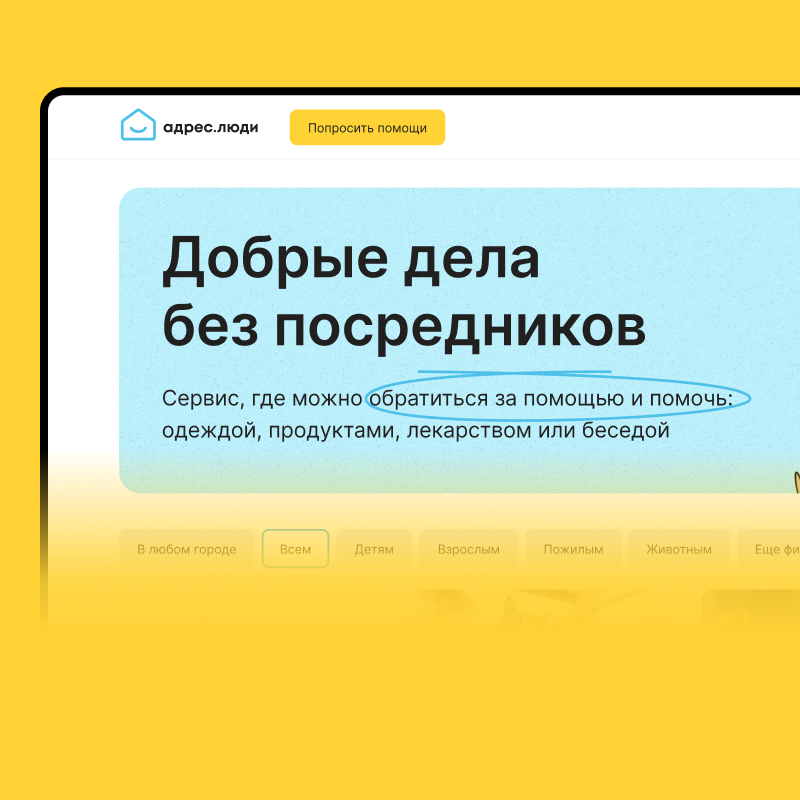 адрес.люди
Попросить помощи
Добрые дела
без посредников
Сервис, где можно обратиться за помощью и помочь:
одеждой, продуктами, лекарством или беседой
В любом городе
Всем
Детям
Взрослым
Пожилым
Животным
Еще фи